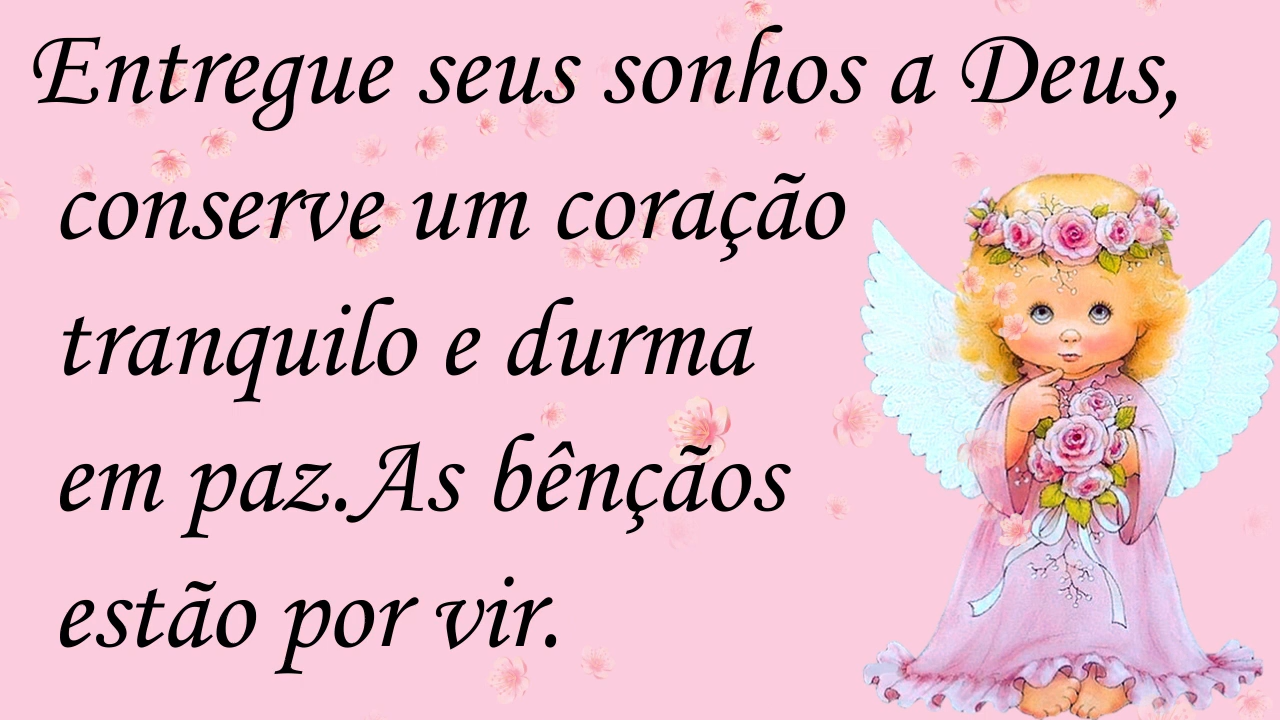 Entregue seus sonhos a Deus,
conserve um coração
tranquilo e durma
em paz.As bênçãos
estão por vir.